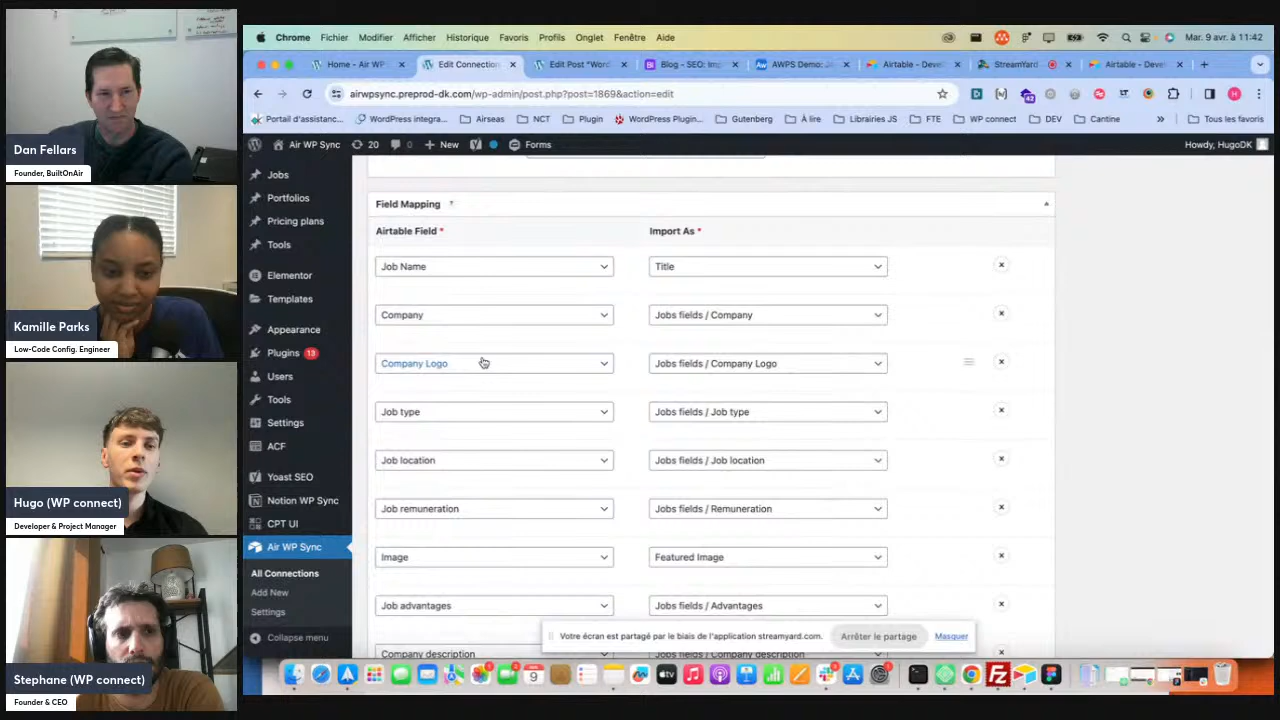 Dan Fellars
Founder, BuiltOnAir
Kamille Parks
Low-Code Config. Engineer
Hugo (WP connect)
Developer & Project Manager
Stephane (WP connect)
Founder & CEO
Chrome Fichier Modifier Afficher Historique Favoris Profils Onglet Fenêtre Aide
Mar. 9 avr. à 11:42
Home - Air WP
Edit Connection
Edit Post "Word
Blog - SEO: Im
AWPS Demo: J
Airtable - Deve
StreamYard
Airtable - Deve
airwpsync.preprod-dk.com/wp-admin/post.php?post=1869&action=edit
Portail d'assistanc...
WordPress integra...
Airseas
NCT
Plugin
WordPress Plugin...
Gutenberg
À lire
Librairies JS
FTE
WP connect
DEV
Cantine
Tous les favoris
Air WP Sync
20
0
New
Forms
Howdy, HugoDK
Jobs
Portfolios
Pricing plans
Tools
Elementor
Templates
Appearance
Plugins 13
Users
Tools
Settings
ACF
Yoast SEO
Notion WP Sync
CPT UI
Air WP Sync
All Connections
Add New
Settings
Collapse menu
Field Mapping ?
Airtable Field * Import As *
Job Name Title
Company Jobs fields / Company
Company Logo Jobs fields / Company Logo
Job type Jobs fields / Job type
Job location Jobs fields / Job location
Job remuneration Jobs fields / Remuneration
Image Featured Image
Job advantages Jobs fields / Advantages
Company description Jobs fields / Company description
Votre écran est partagé par le biais de l'application streamyard.com.
Arrêter le partage
Masquer